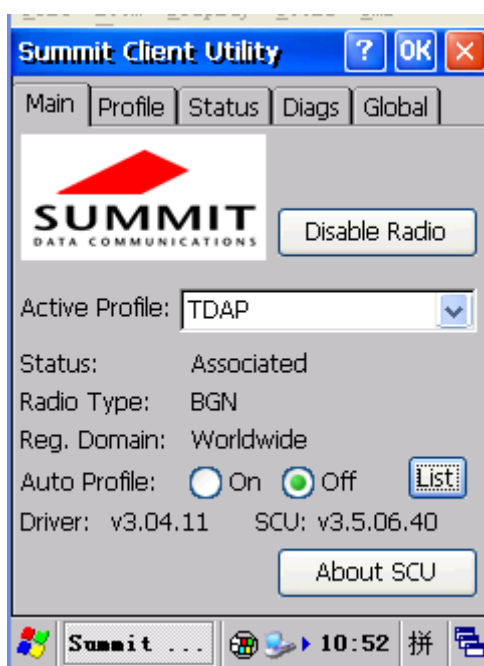 Summit Client Utility ? OK
Main Profile Status Diags Global
SUMMIT
DATA COMMUNICATIONS
Disable Radio
Active Profile: TDAP
Status: Associated
Radio Type: BGN
Reg. Domain: Worldwide
Auto Profile: On Off List
Driver: v3.04.11 SCU: v3.5.06.40
About SCU
Summit ... 10:52 拼